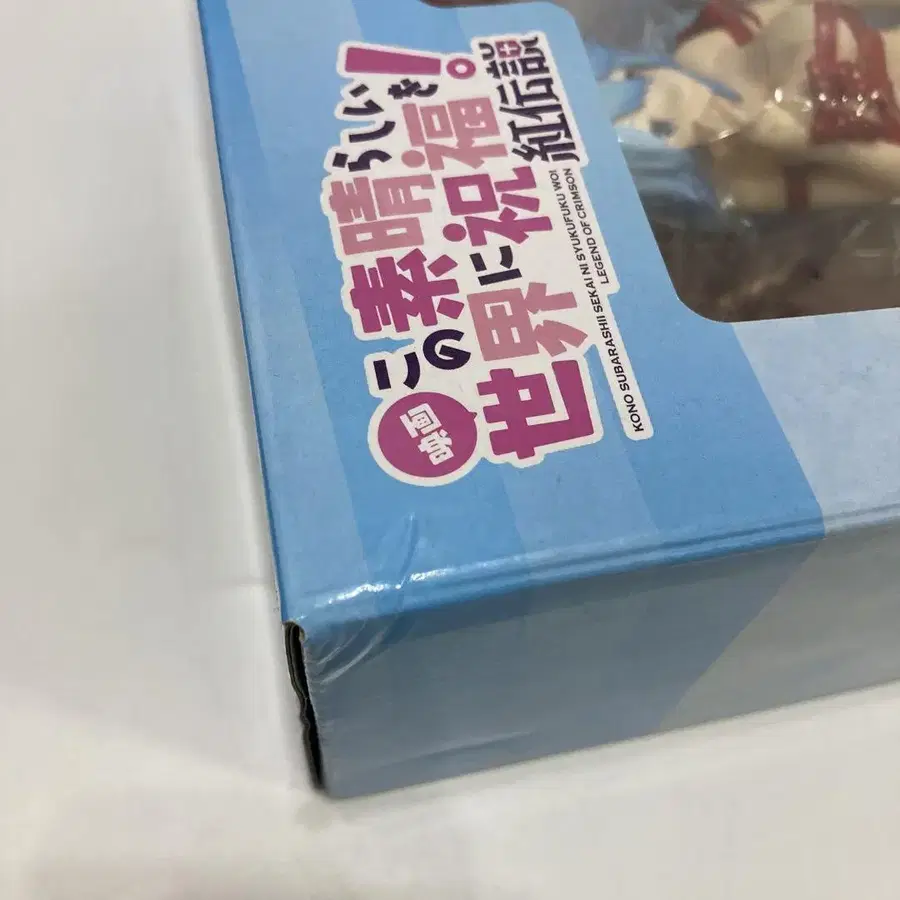 映画
この素晴らしい
世界に祝福を!。
紅伝説
KONO SUBARASHII SEKAI NI SYUKUFUKU WO!
LEGEND OF CRIMSON